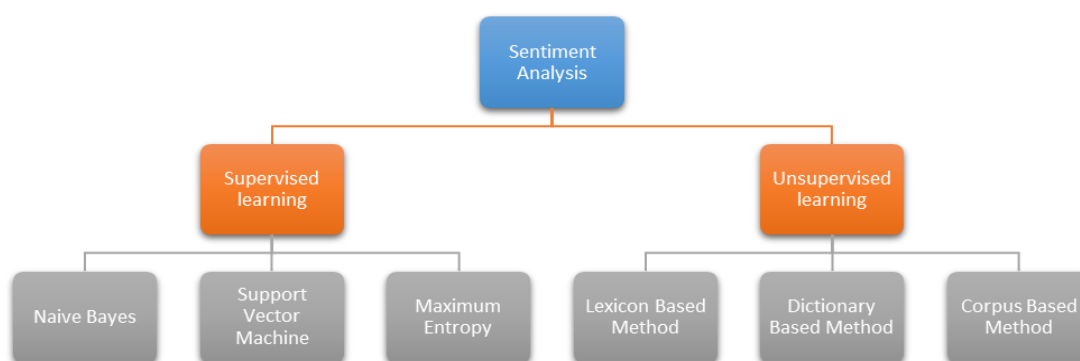 Sentiment
Analysis
Supervised
learning
Unsupervised
learning
Naive Bayes
Support
Vector
Machine
Maximum
Entropy
Lexicon Based
Method
Dictionary
Based Method
Corpus Based
Method